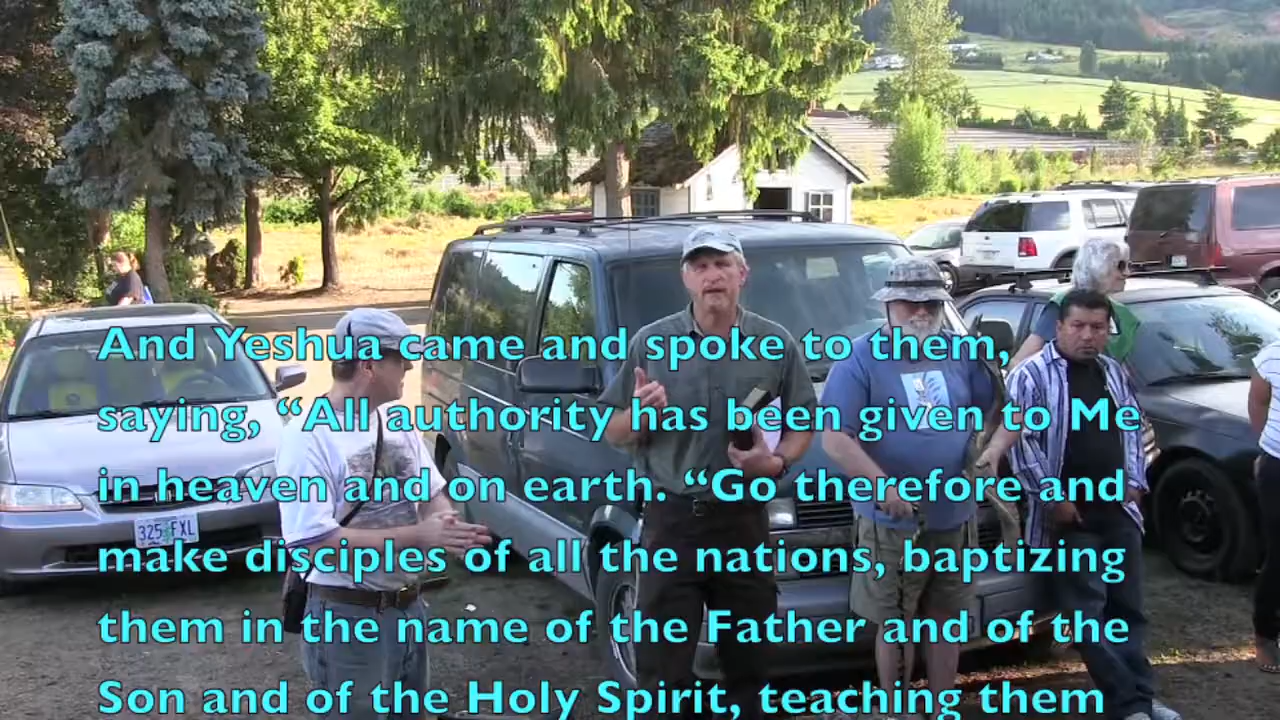 And Yeshua came and spoke to them,
saying, “All authority has been given to Me
in heaven and on earth. “Go therefore and
make disciples of all the nations, baptizing
them in the name of the Father and of the
Son and of the Holy Spirit, teaching them
325 FXL